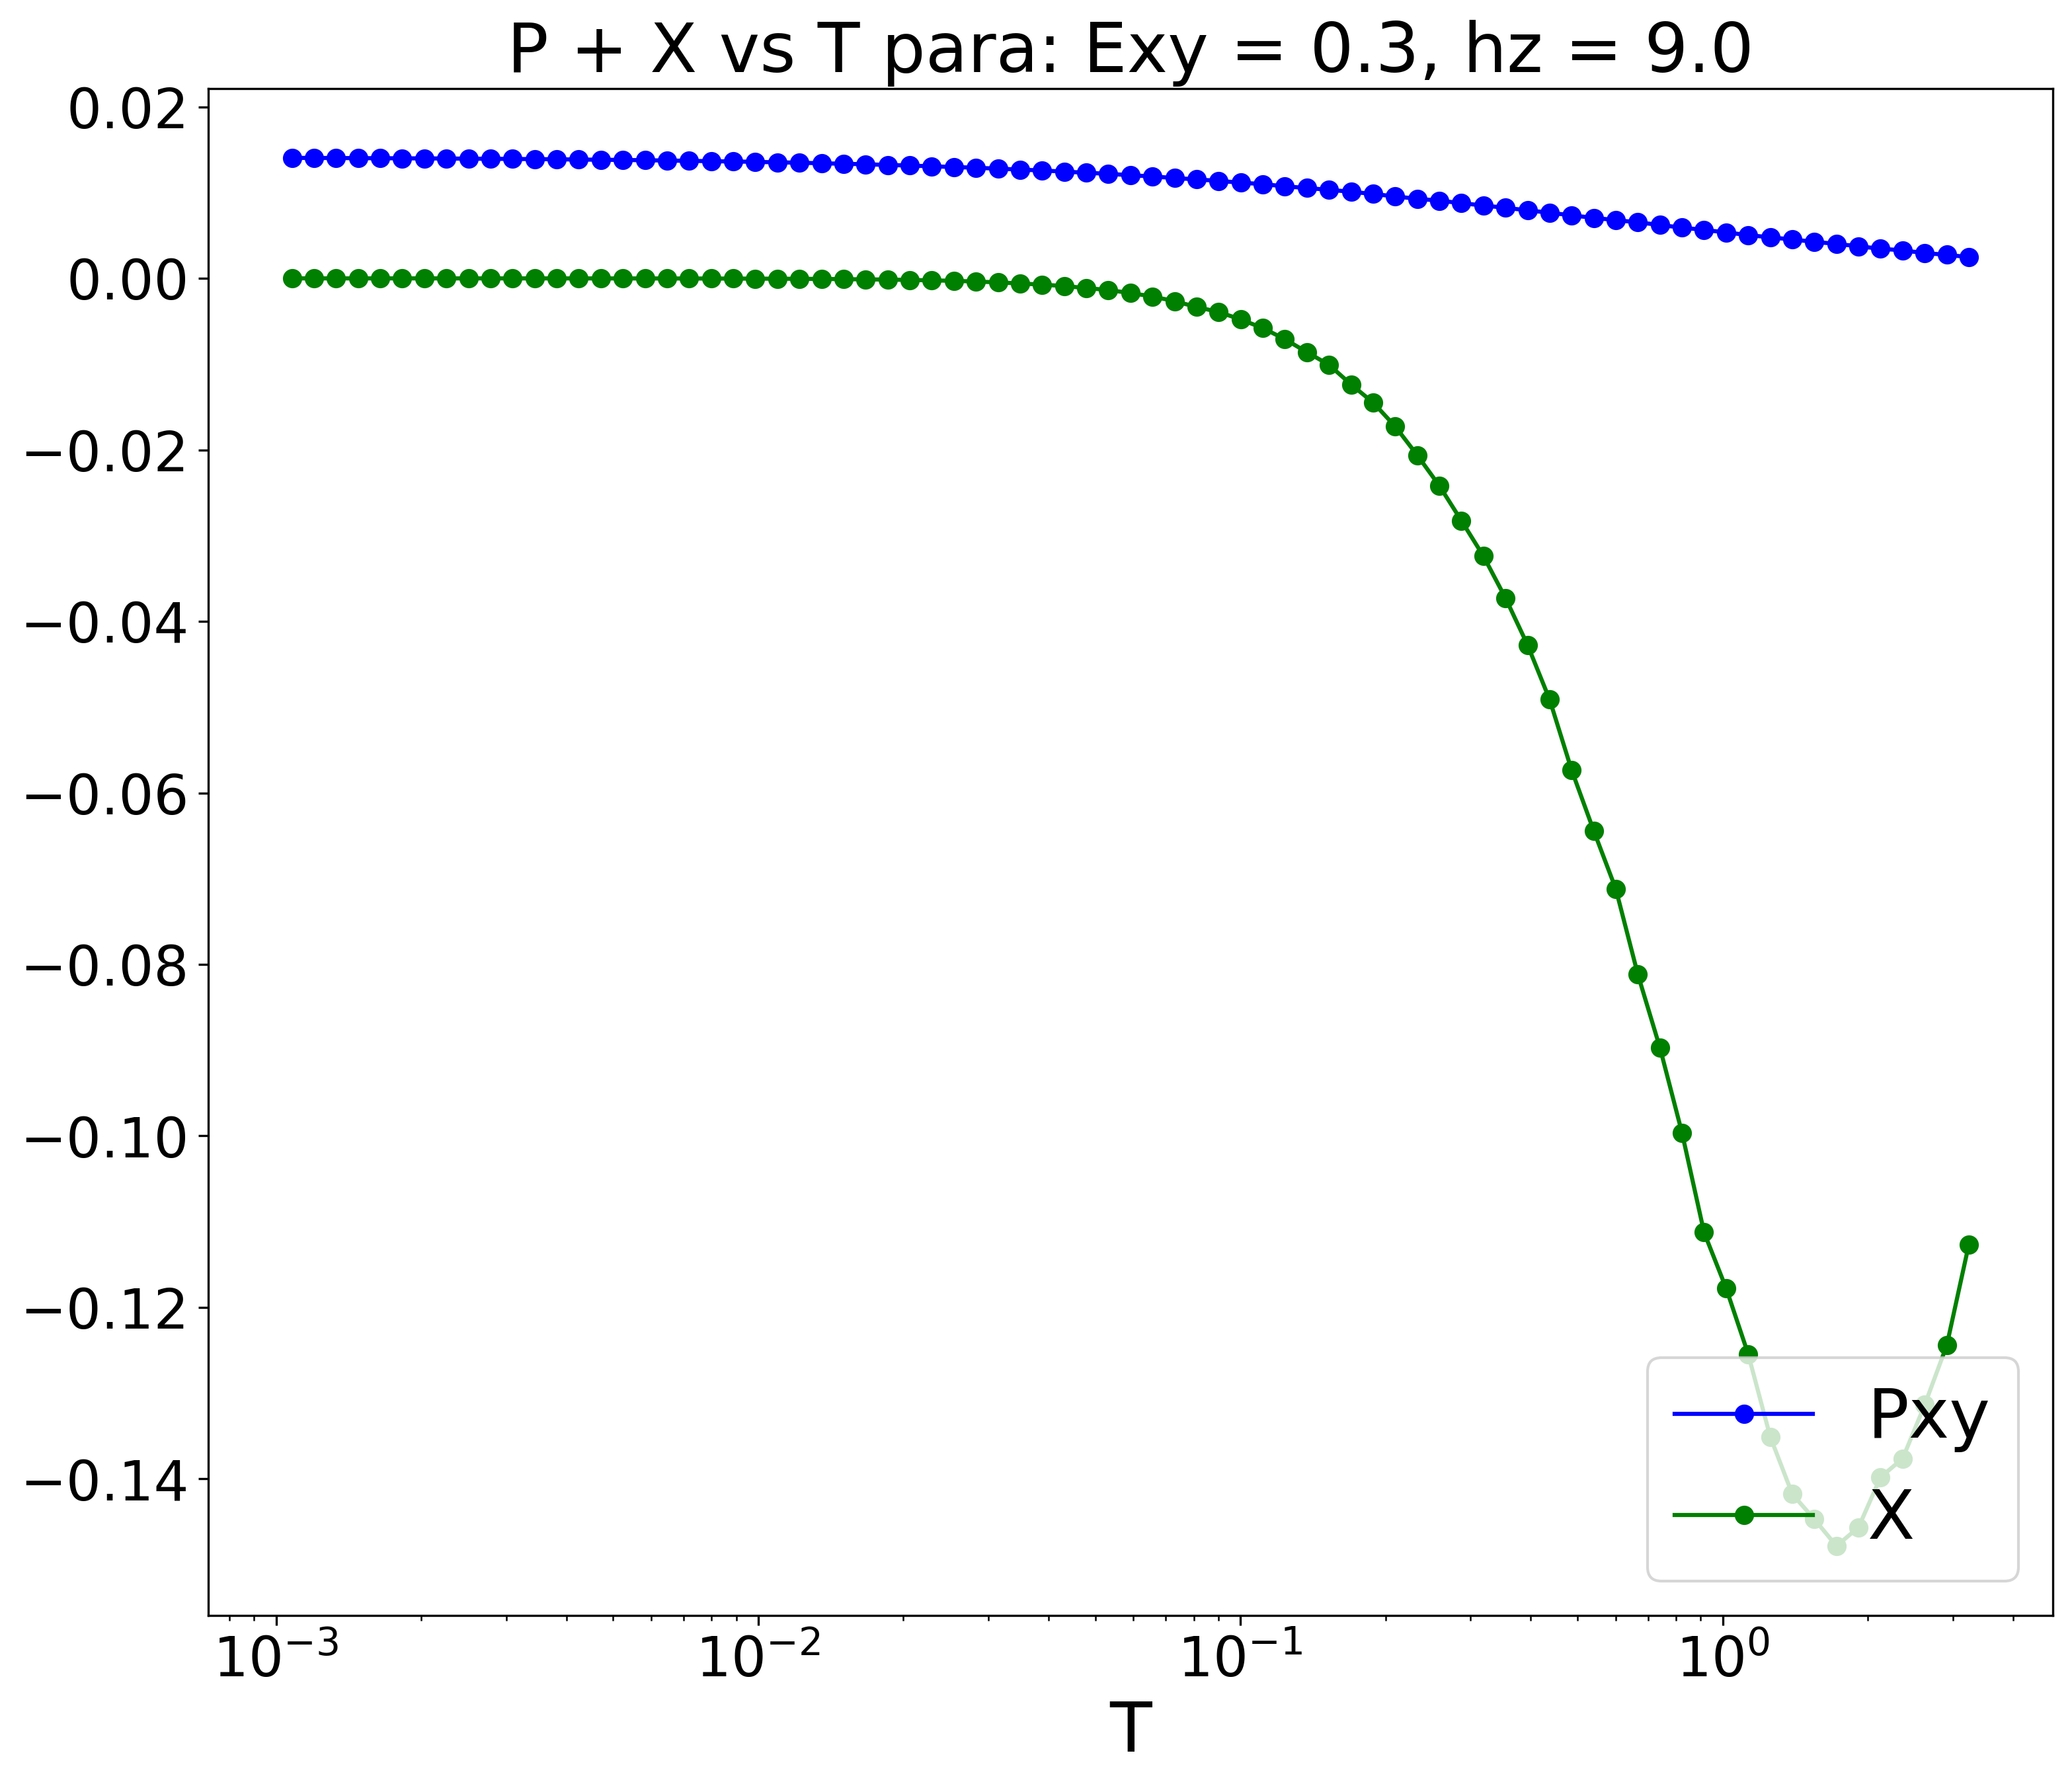 P + X vs T para: Exy = 0.3, hz = 9.0
0.02
0.00
−0.02
−0.04
−0.06
−0.08
−0.10
−0.12
−0.14
Pxy
X
10⁻³ 10⁻² 10⁻¹ 10⁰
T